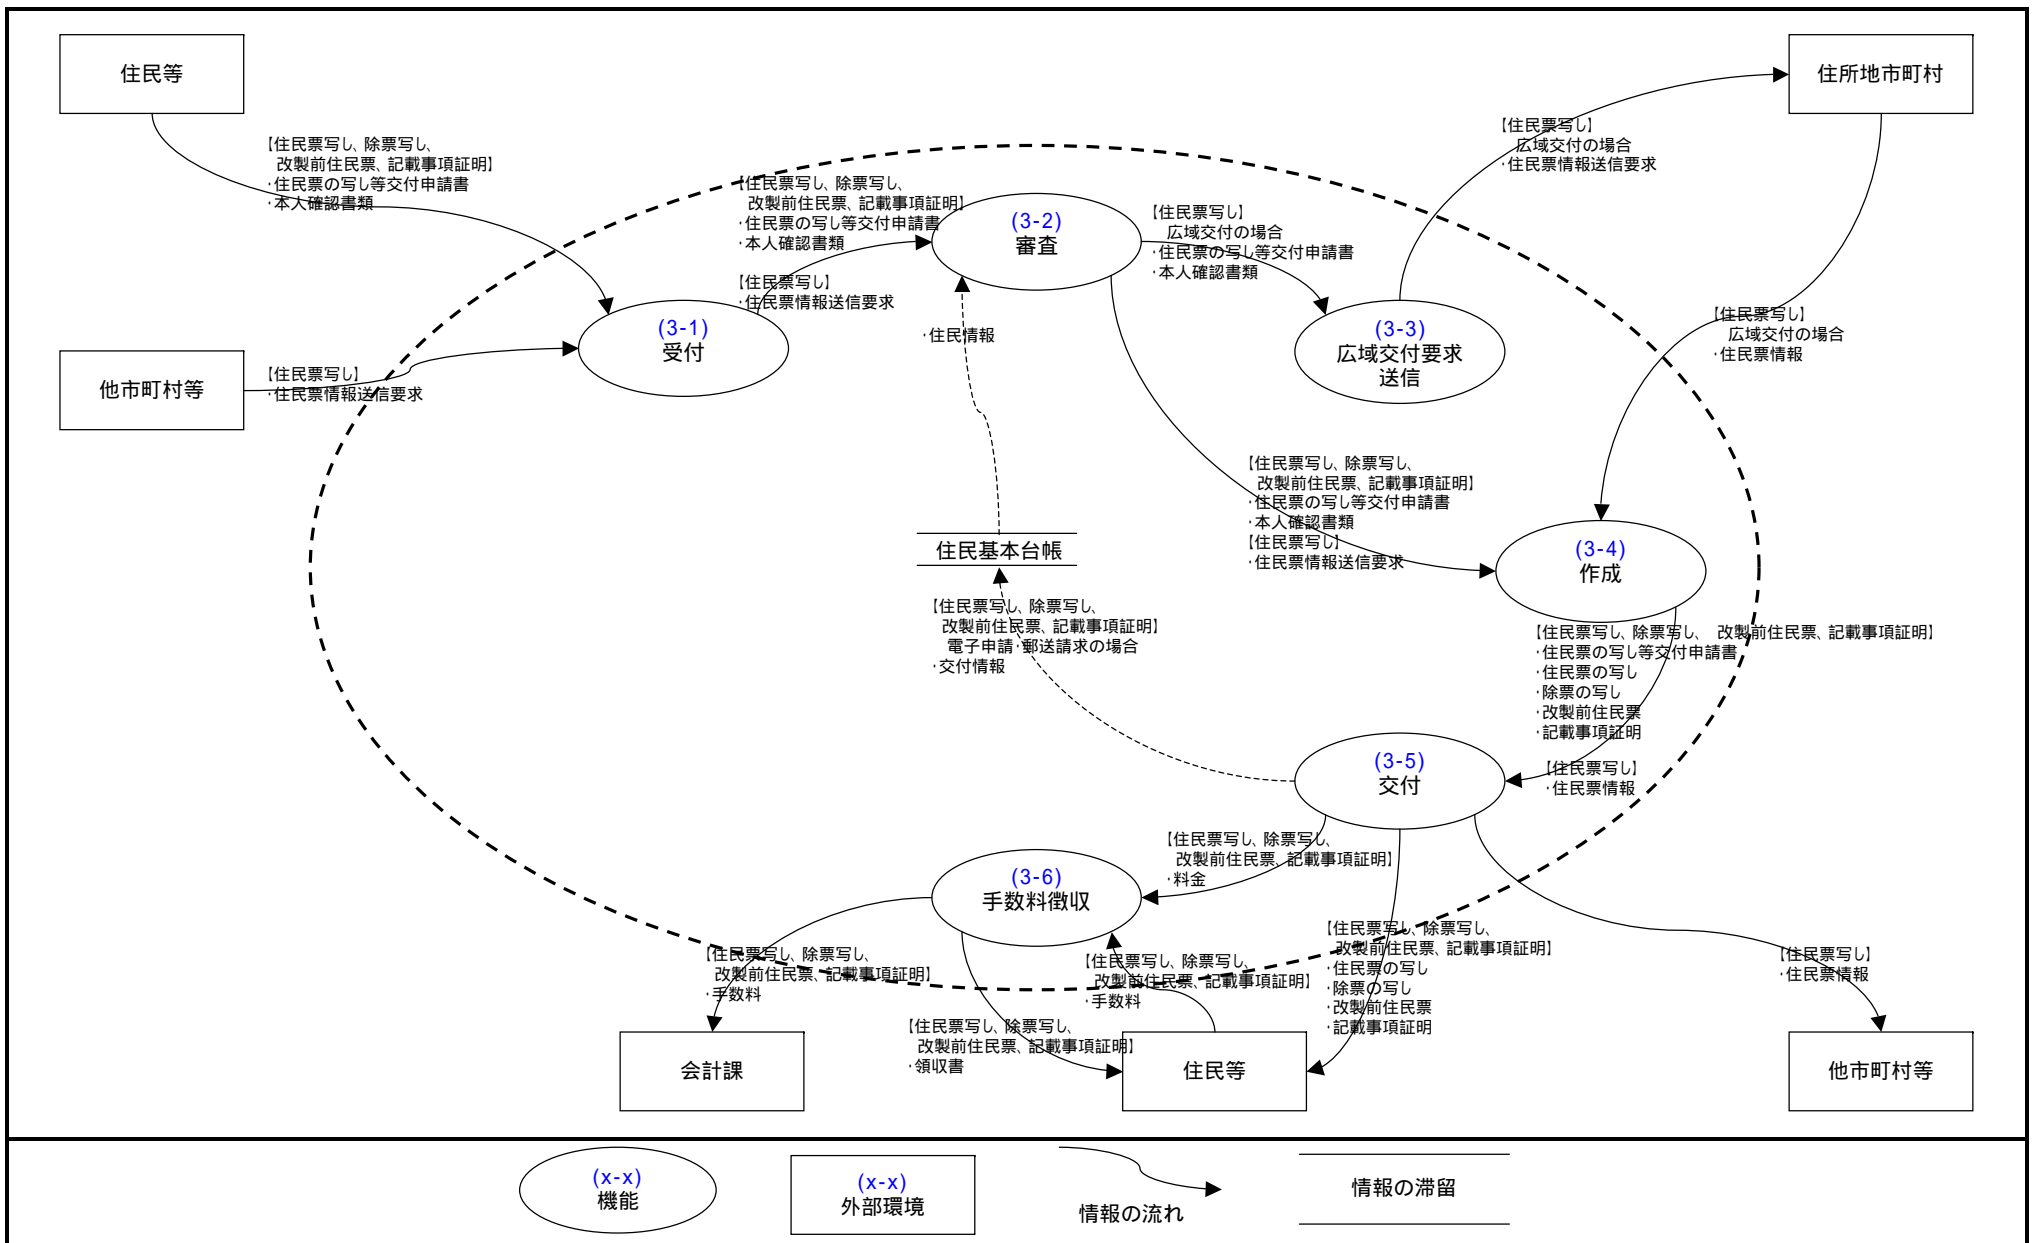 住民等
住所地市町村
【住民票写し、除票写し、
改製前住民票、記載事項証明】
・住民票の写し等交付申請書
・本人確認書類
【住民票写し】
広域交付の場合
・住民票情報送信要求
【住民票写し、除票写し、
改製前住民票、記載事項証明】
・住民票の写し等交付申請書
・本人確認書類
(3-2)
審査
【住民票写し】
広域交付の場合
・住民票の写し等交付申請書
・本人確認書類
【住民票写し】
・住民票情報送信要求
(3-1)
受付
・住民情報
(3-3)
広域交付要求
送信
【住民票写し】
広域交付の場合
・住民票情報
他市町村等
【住民票写し】
・住民票情報送信要求
【住民票写し、除票写し、
改製前住民票、記載事項証明】
・住民票の写し等交付申請書
・本人確認書類
【住民票写し】
・住民票情報送信要求
住民基本台帳
(3-4)
作成
【住民票写し、除票写し、
改製前住民票、記載事項証明】
電子申請・郵送請求の場合
・交付情報
【住民票写し、除票写し、 改製前住民票、記載事項証明】
・住民票の写し等交付申請書
・住民票の写し
・除票の写し
・改製前住民票
・記載事項証明
【住民票写し】
・住民票情報
(3-5)
交付
【住民票写し、除票写し、
改製前住民票、記載事項証明】
・料金
(3-6)
手数料徴収
【住民票写し、除票写し、
改製前住民票、記載事項証明】
・手数料
【住民票写し、除票写し、
改製前住民票、記載事項証明】
・手数料
【住民票写し、除票写し、
改製前住民票、記載事項証明】
・住民票の写し
・除票の写し
・改製前住民票
・記載事項証明
【住民票写し】
・住民票情報
【住民票写し、除票写し、
改製前住民票、記載事項証明】
・領収書
会計課
住民等
他市町村等
(x-x)
機能
(x-x)
外部環境
情報の流れ
情報の滞留